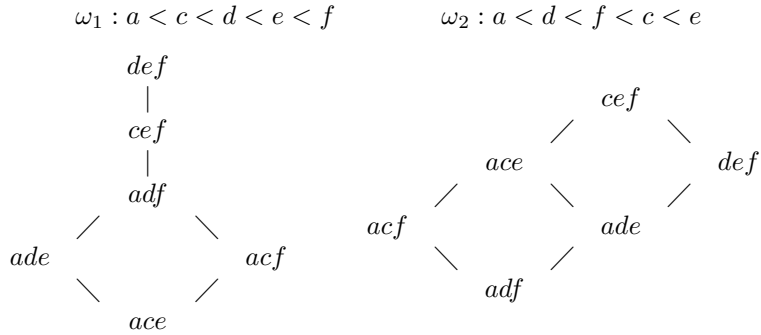 ω₁ : a < c < d < e < f
ω₂ : a < d < f < c < e
def
cef
adf
ade
acf
ace
cef
ace
def
acf
ade
adf